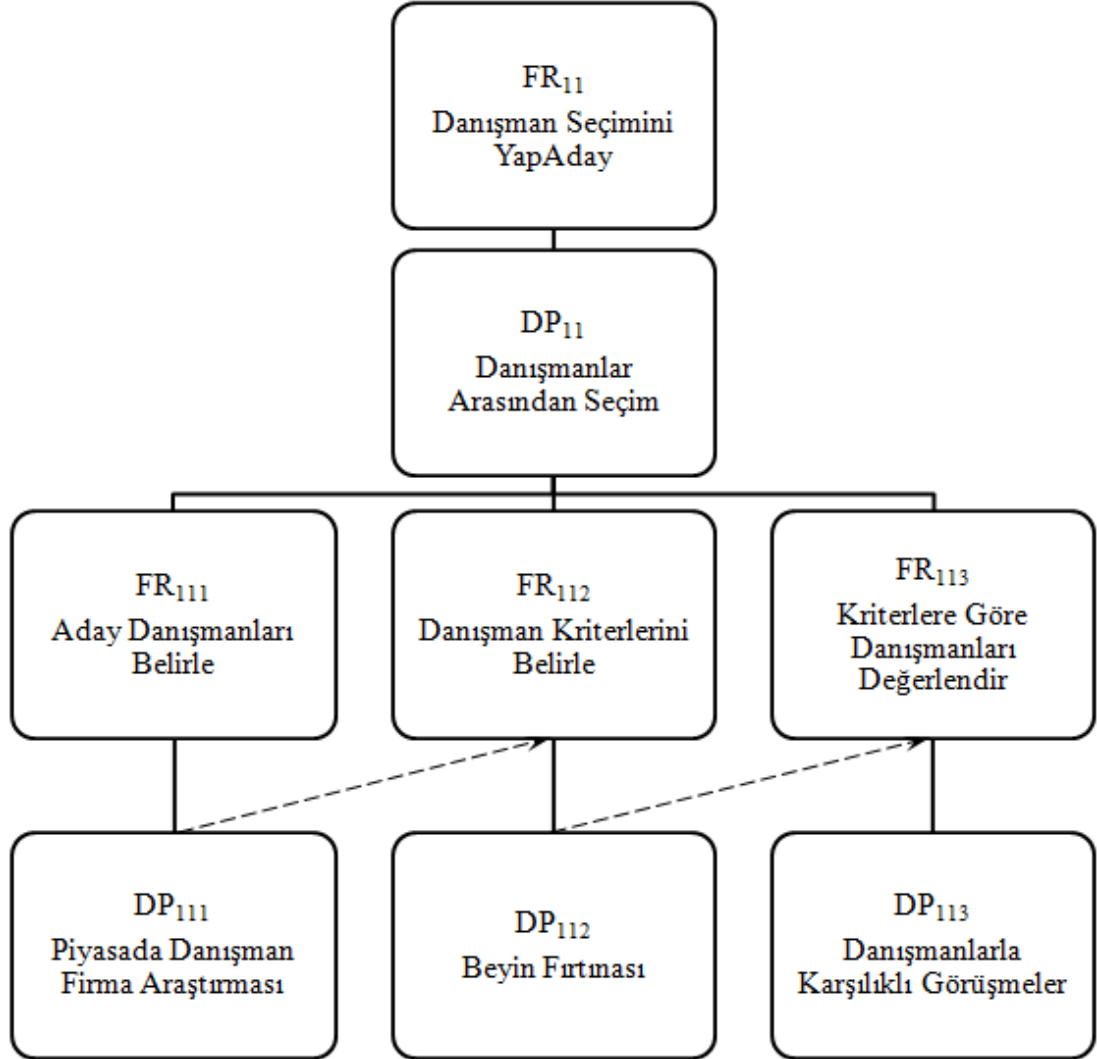 FR₁₁
Danışman Seçimini
YapAday
DP₁₁
Danışmanlar
Arasından Seçim
FR₁₁₁
Aday Danışmanları
Belirle
FR₁₁₂
Danışman Kriterlerini
Belirle
FR₁₁₃
Kriterlere Göre
Danışmanları
Değerlendir
DP₁₁₁
Piyasada Danışman
Firma Araştırması
DP₁₁₂
Beyin Fırtınası
DP₁₁₃
Danışmanlarla
Karşılıklı Görüşmeler